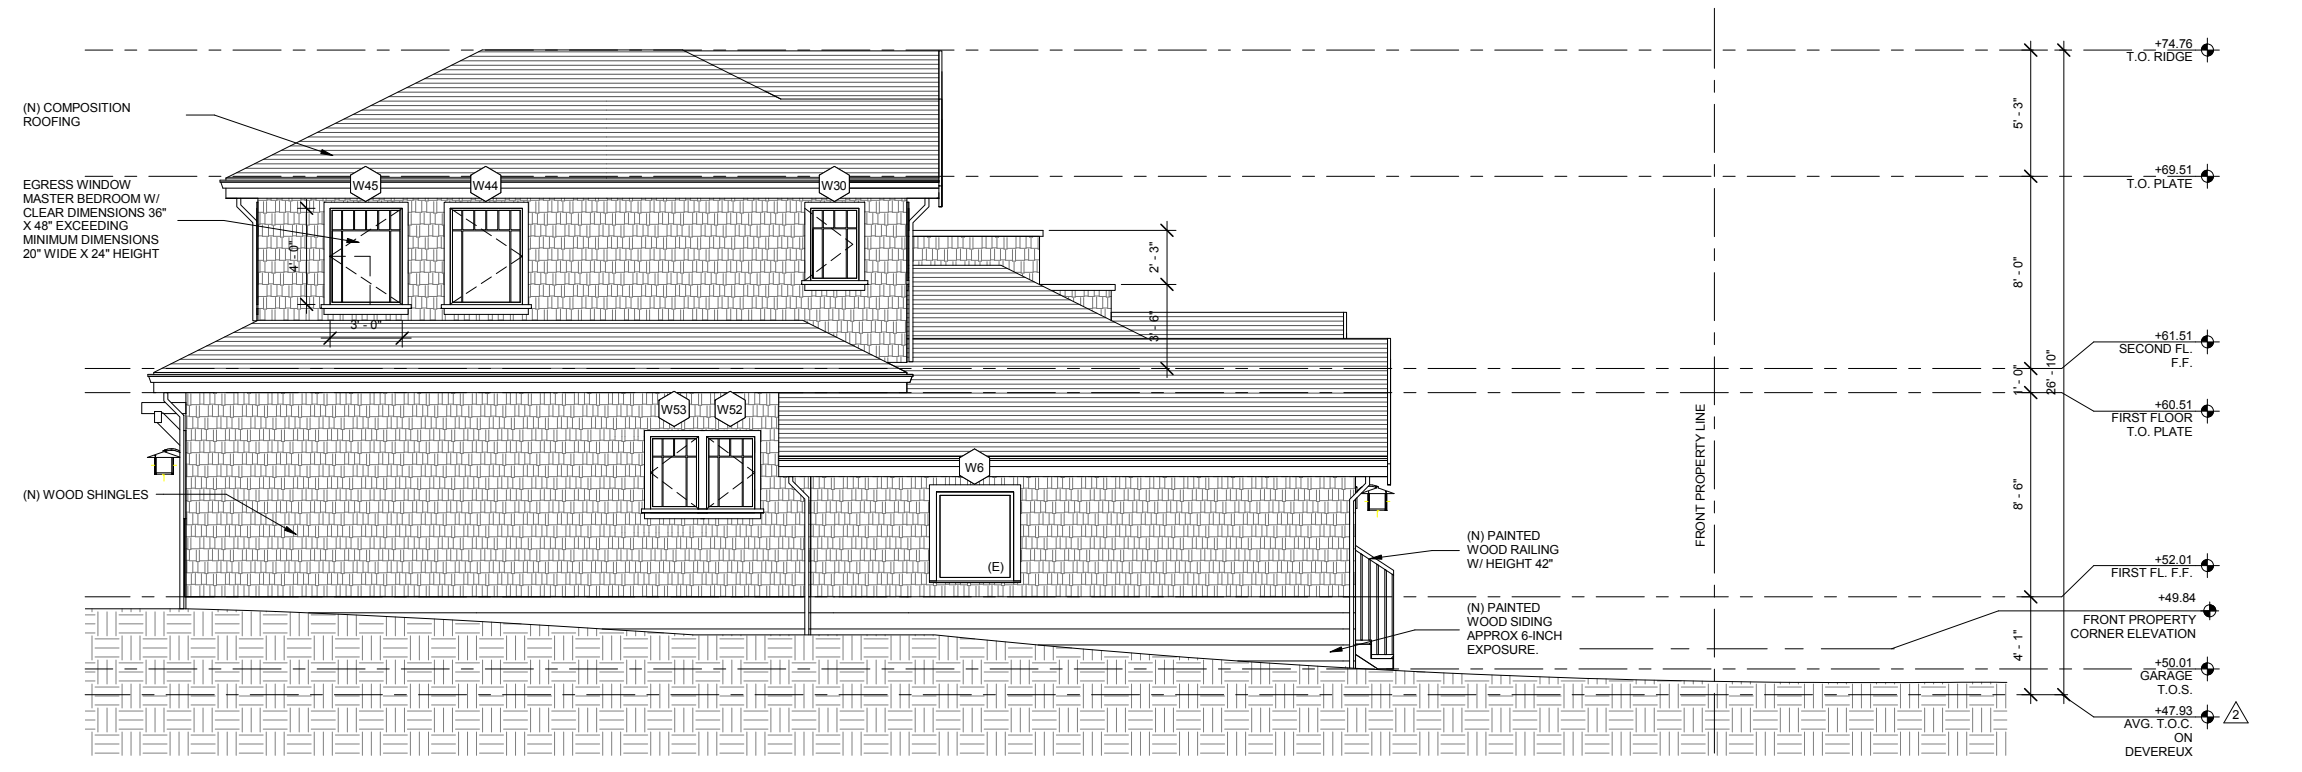 (N) COMPOSITION
ROOFING
EGRESS WINDOW
MASTER BEDROOM W/
CLEAR DIMENSIONS 36"
X 48" EXCEEDING
MINIMUM DIMENSIONS
20" WIDE X 24" HEIGHT
(N) WOOD SHINGLES
W45
W44
W30
4' - 0"
3' - 0"
W53
W52
W6
(E)
2' - 3"
3' - 6"
(N) PAINTED
WOOD RAILING
W/ HEIGHT 42"
(N) PAINTED
WOOD SIDING
APPROX 6-INCH
EXPOSURE.
FRONT PROPERTY LINE
5' - 3"
8' - 0"
1' - 0"
26' - 10"
8' - 6"
4' - 1"
+74.76
T.O. RIDGE
+69.51
T.O. PLATE
+61.51
SECOND FL.
F.F.
+60.51
FIRST FLOOR
T.O. PLATE
+52.01
FIRST FL. F.F.
+49.84
FRONT PROPERTY
CORNER ELEVATION
+50.01
GARAGE
T.O.S.
+47.93
AVG. T.O.C.
ON
DEVEREUX
2